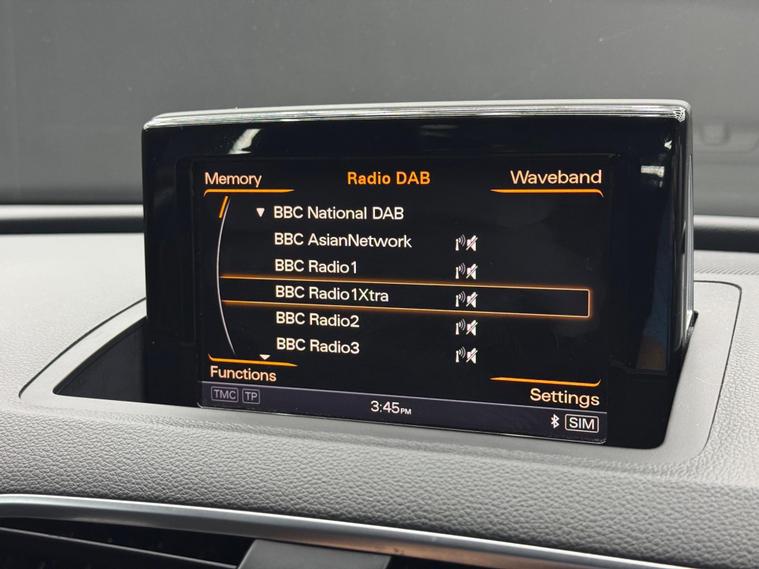 Memory Radio DAB Waveband
BBC National DAB
BBC AsianNetwork
BBC Radio1
BBC Radio1Xtra
BBC Radio2
BBC Radio3
Functions Settings
TMC TP 3:45PM SIM